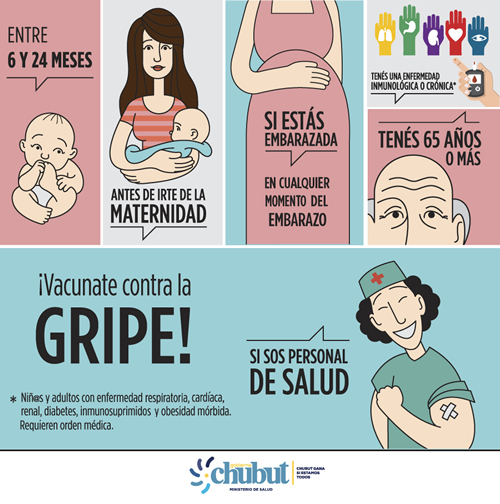 ENTRE
6 Y 24 MESES
ANTES DE IRTE DE LA
MATERNIDAD
SI ESTÁS
EMBARAZADA
EN CUALQUIER
MOMENTO DEL
EMBARAZO
TENÉS UNA ENFERMEDAD
INMUNOLÓGICA O CRÓNICA*
TENÉS 65 AÑOS
O MÁS
¡Vacunate contra la
GRIPE!
* Niñ@s y adultos con enfermedad respiratoría, cardíaca,
renal, diabetes, inmunosuprimidos y obesidad mórbida.
Requieren orden médica.
SI SOS PERSONAL
DE SALUD
chubut
MINISTERIO DE SALUD
CHUBUT GANA
SI ESTAMOS
TODOS